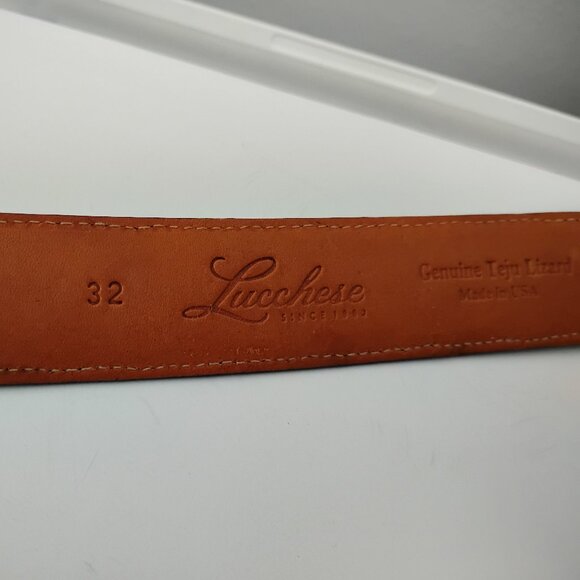 32
Lucchese
SINCE 1883
Genuine Teju Lizard
Made in USA